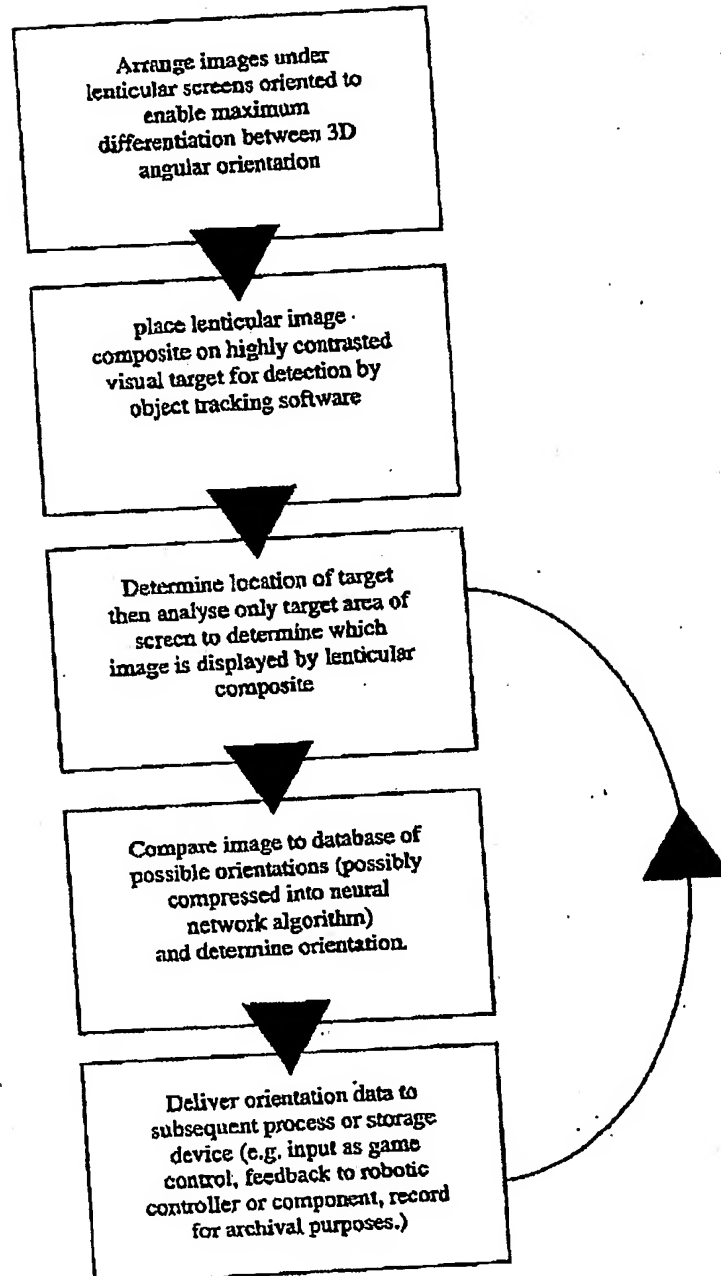 Arrange images under
lenticular screens oriented to
enable maximum
differentiation between 3D
angular orientation
place lenticular image
composite on highly contrasted
visual target for detection by
object tracking software
Determine location of target
then analyse only target area of
screen to determine which
image is displayed by lenticular
composite
Compare image to database of
possible orientations (possibly
compressed into neural
network algorithm)
and determine orientation.
Deliver orientation data to
subsequent process or storage
device (e.g. input as game
control, feedback to robotic
controller or component, record
for archival purposes.)